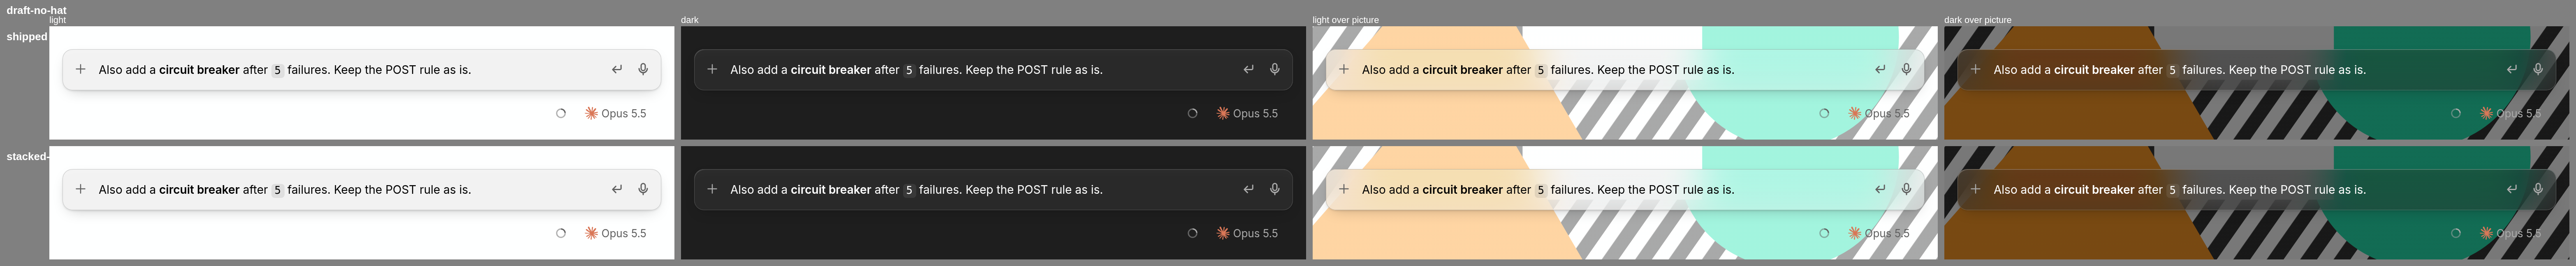 draft-no-hat
light
dark
light over picture
dark over picture
shipped
Also add a circuit breaker after 5 failures. Keep the POST rule as is.
Opus 5.5
Also add a circuit breaker after 5 failures. Keep the POST rule as is.
Opus 5.5
Also add a circuit breaker after 5 failures. Keep the POST rule as is.
Opus 5.5
Also add a circuit breaker after 5 failures. Keep the POST rule as is.
Opus 5.5
stacked-
Also add a circuit breaker after 5 failures. Keep the POST rule as is.
Opus 5.5
Also add a circuit breaker after 5 failures. Keep the POST rule as is.
Opus 5.5
Also add a circuit breaker after 5 failures. Keep the POST rule as is.
Opus 5.5
Also add a circuit breaker after 5 failures. Keep the POST rule as is.
Opus 5.5